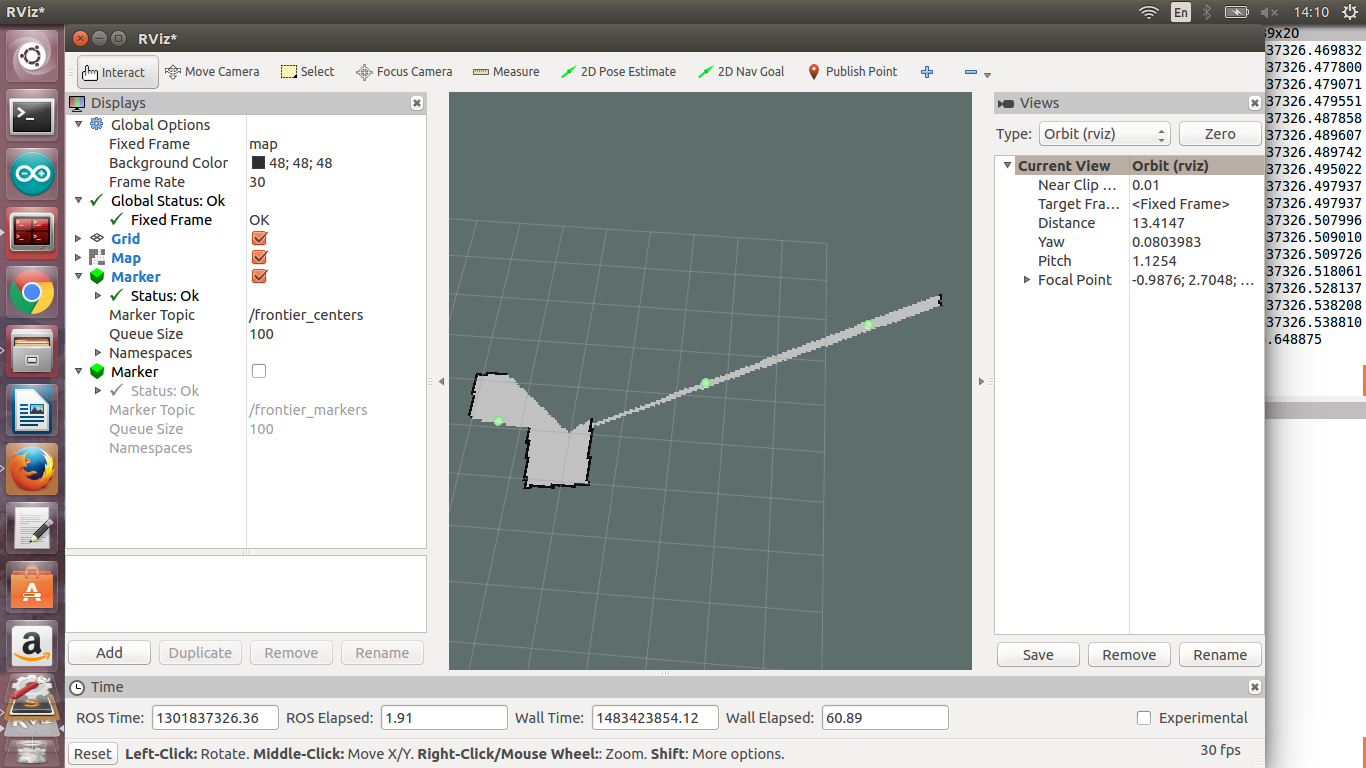 RViz*
En
14:10
RViz*
Interact
Move Camera
Select
Focus Camera
Measure
2D Pose Estimate
2D Nav Goal
Publish Point
Displays
Global Options
Fixed Frame map
Background Color 48; 48; 48
Frame Rate 30
Global Status: Ok
Fixed Frame OK
Grid
Map
Marker
Status: Ok
Marker Topic /frontier_centers
Queue Size 100
Namespaces
Marker
Status: Ok
Marker Topic /frontier_markers
Queue Size 100
Namespaces
Add Duplicate Remove Rename
Views
Type: Orbit (rviz) Zero
Current View Orbit (rviz)
Near Clip ... 0.01
Target Fra... <Fixed Frame>
Distance 13.4147
Yaw 0.0803983
Pitch 1.1254
Focal Point -0.9876; 2.7048; ...
Save Remove Rename
39x20
37326.469832
37326.477800
37326.479071
37326.479551
37326.487858
37326.489607
37326.489742
37326.495022
37326.497937
37326.497937
37326.507996
37326.509010
37326.509726
37326.518061
37326.528137
37326.538208
37326.538810
.648875
Time
ROS Time: 1301837326.36 ROS Elapsed: 1.91 Wall Time: 1483423854.12 Wall Elapsed: 60.89 Experimental
Reset Left-Click: Rotate. Middle-Click: Move X/Y. Right-Click/Mouse Wheel:: Zoom. Shift: More options. 30 fps